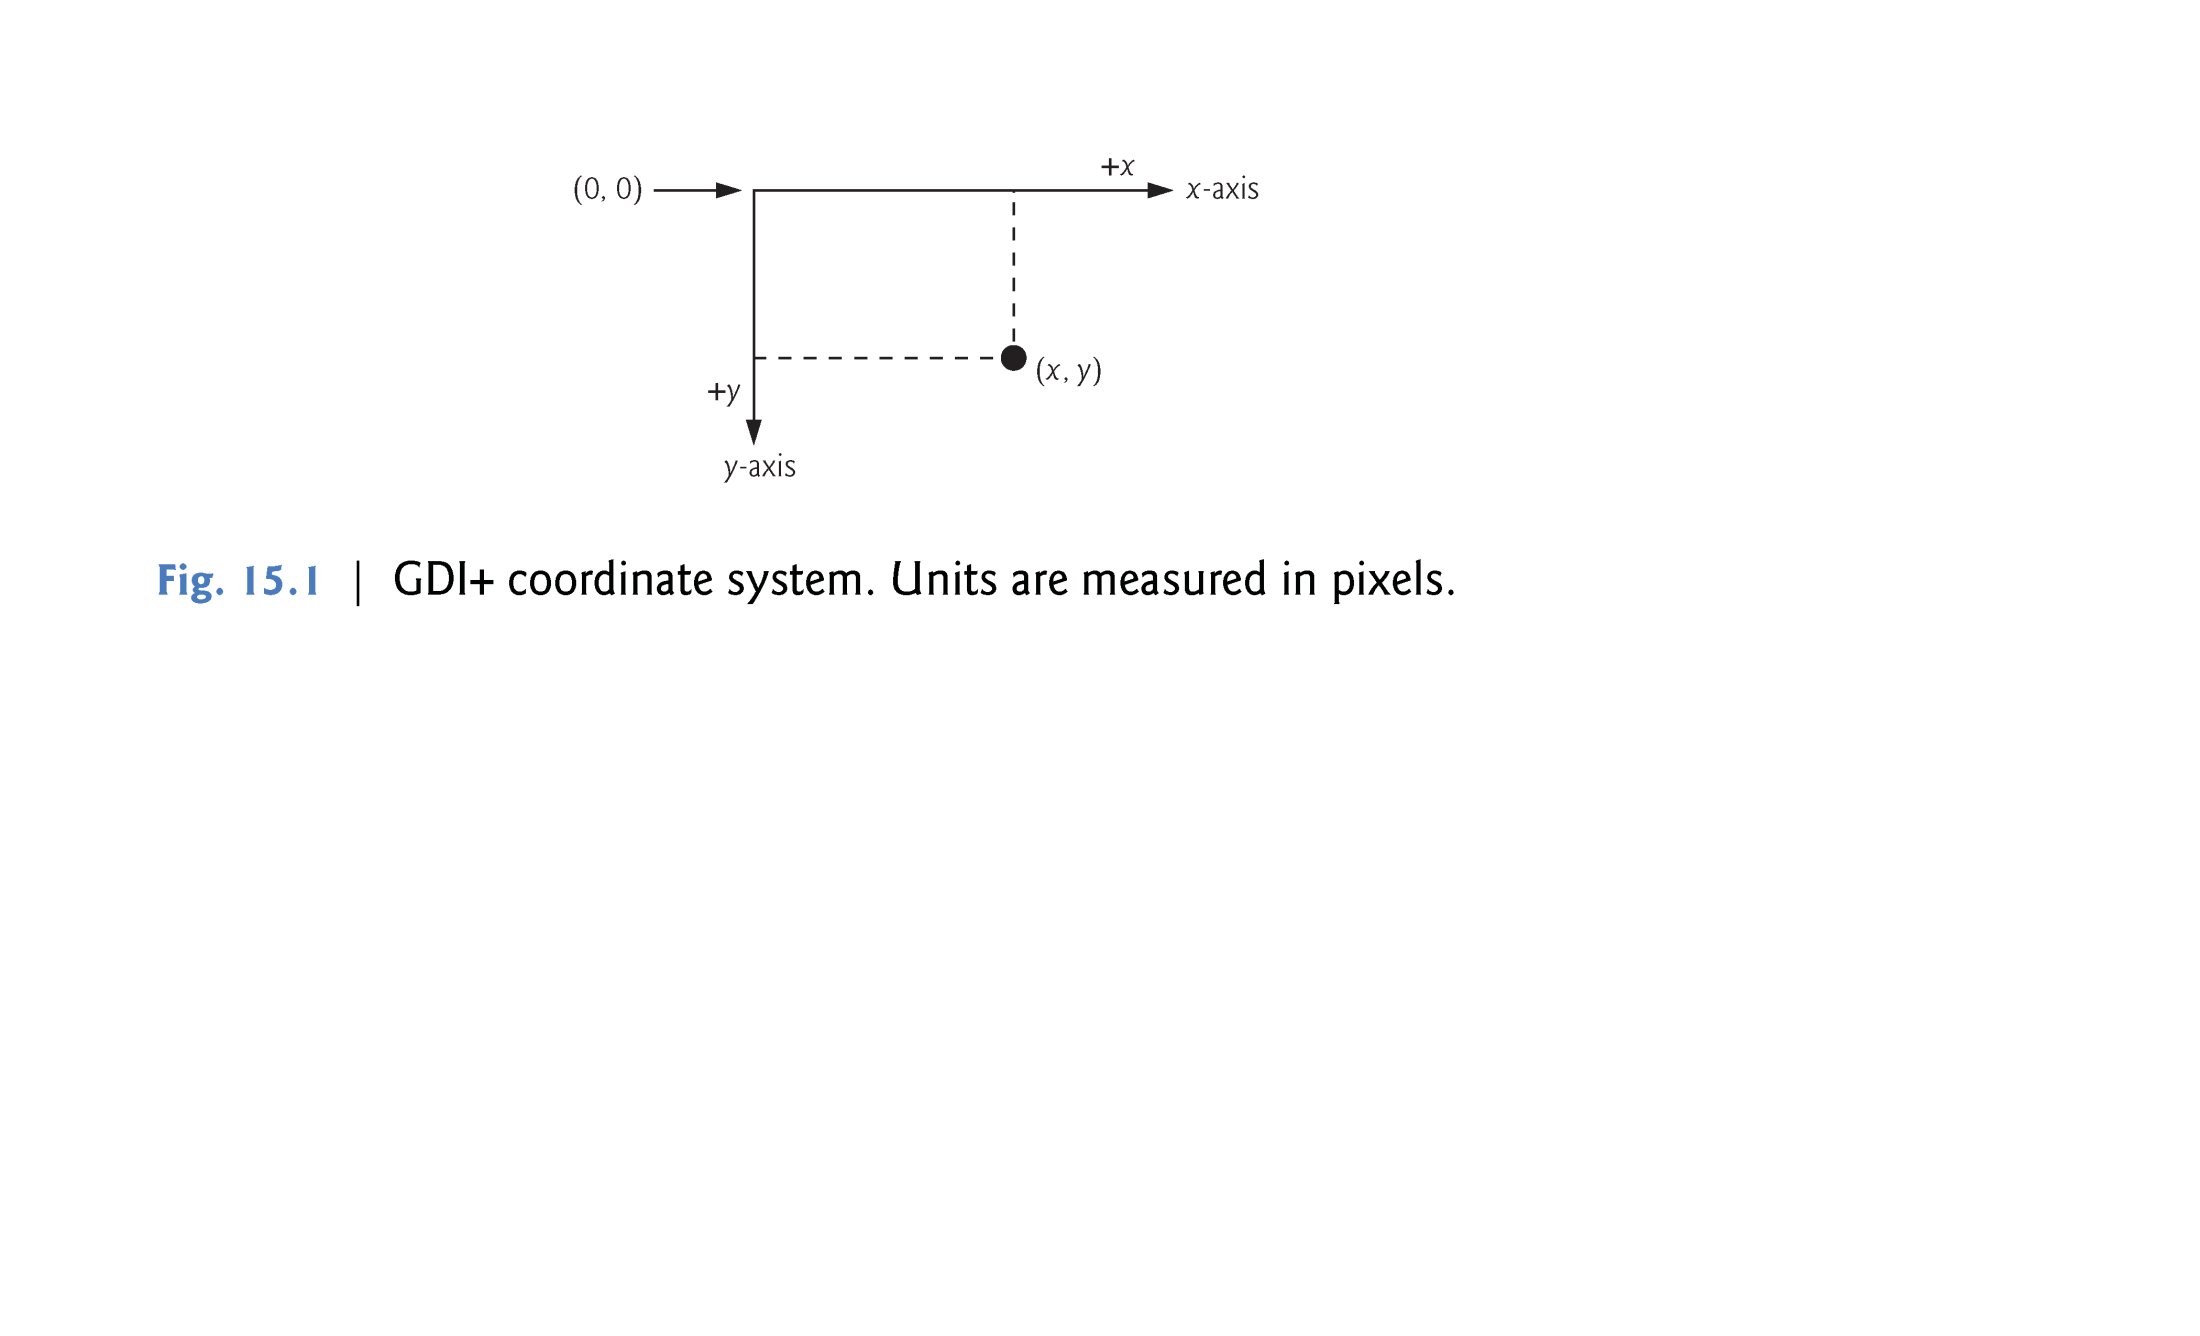 +x
(0, 0) x-axis
(x, y)
+y
y-axis
Fig. 15.1 | GDI+ coordinate system. Units are measured in pixels.